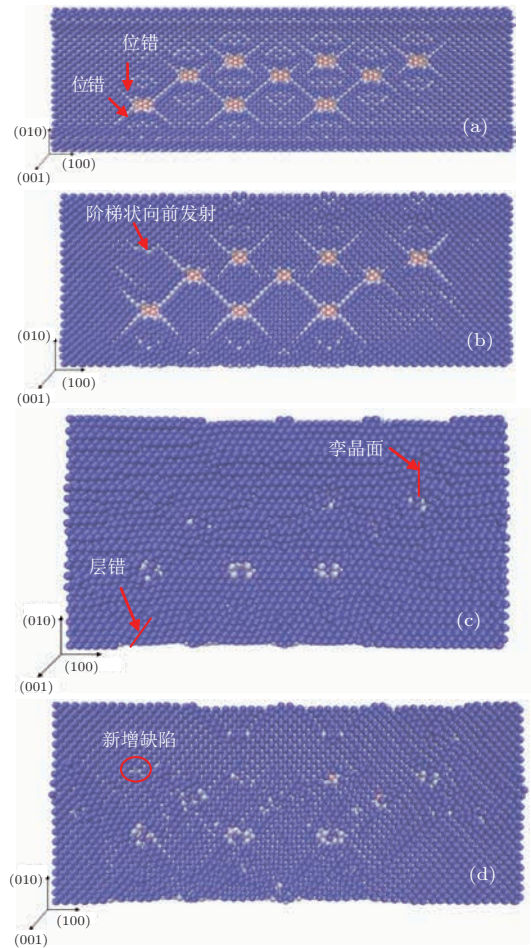 位错
位错
(a)
(010)
(100)
(001)
阶梯状向前发射
(b)
(010)
(100)
(001)
孪晶面
层错
(c)
(010)
(100)
(001)
新增缺陷
(d)
(010)
(100)
(001)